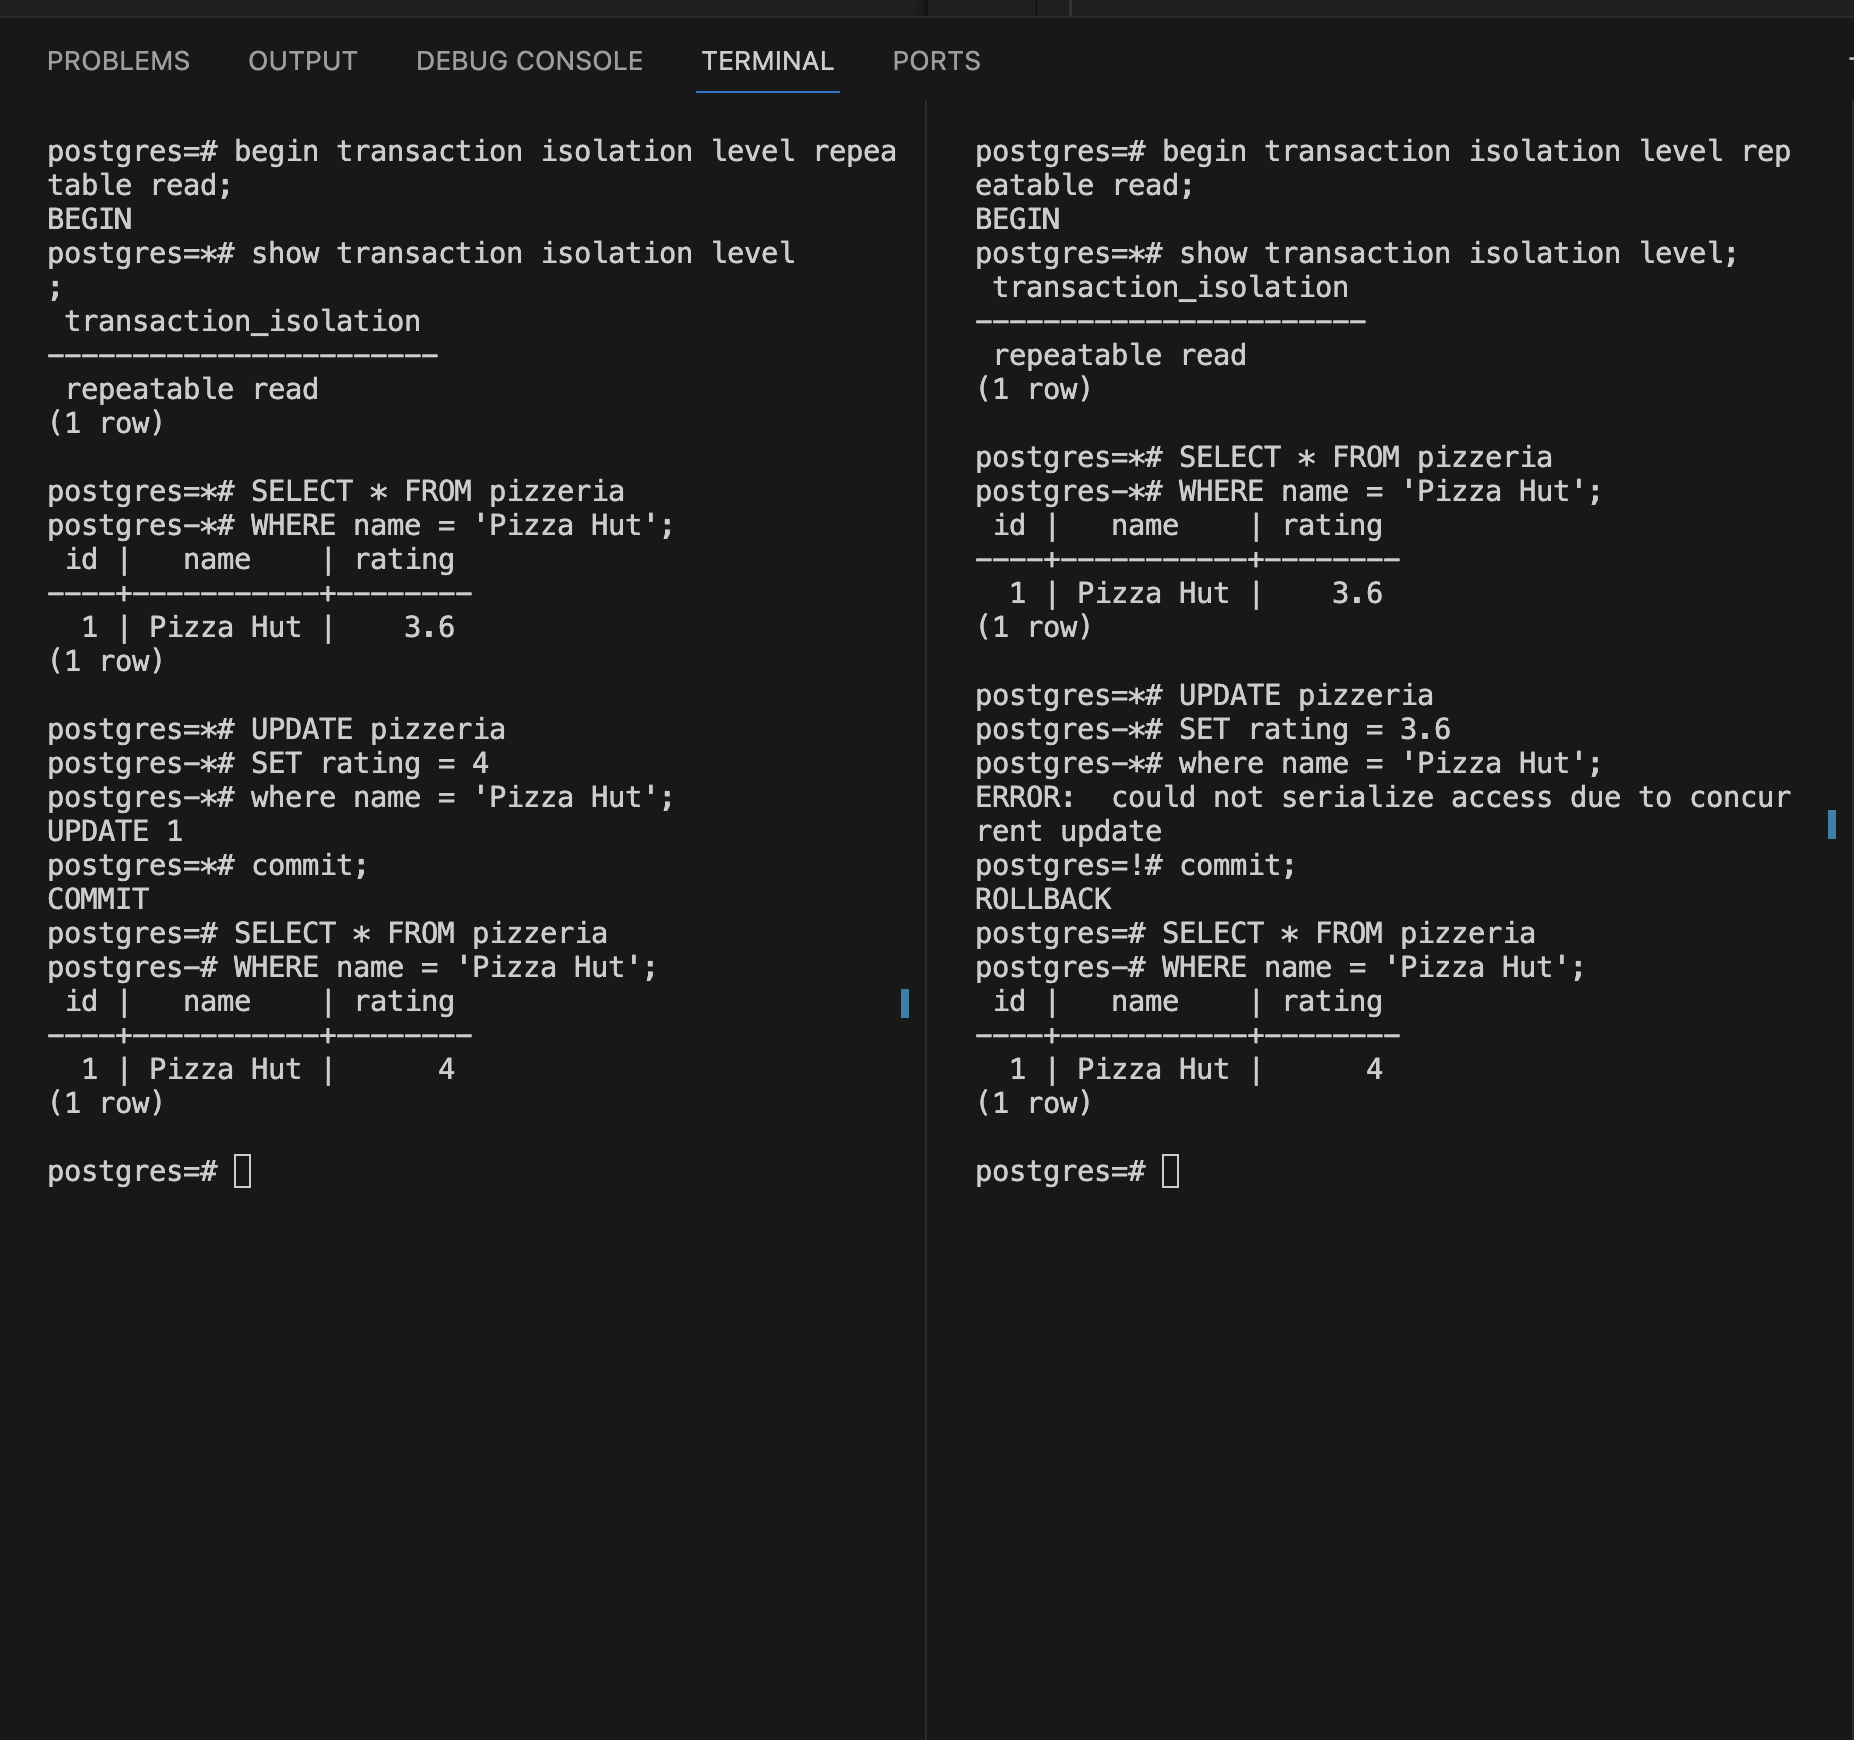 PROBLEMS OUTPUT DEBUG CONSOLE TERMINAL PORTS
postgres=# begin transaction isolation level repea
table read;
BEGIN
postgres=*# show transaction isolation level
;
 transaction_isolation
-----------------------
 repeatable read
(1 row)

postgres=*# SELECT * FROM pizzeria
postgres-*# WHERE name = 'Pizza Hut';
 id |   name    | rating
----+-----------+--------
  1 | Pizza Hut |    3.6
(1 row)

postgres=*# UPDATE pizzeria
postgres-*# SET rating = 4
postgres-*# where name = 'Pizza Hut';
UPDATE 1
postgres=*# commit;
COMMIT
postgres=# SELECT * FROM pizzeria
postgres-# WHERE name = 'Pizza Hut';
 id |   name    | rating
----+-----------+--------
  1 | Pizza Hut |      4
(1 row)

postgres=#
postgres=# begin transaction isolation level rep
eatable read;
BEGIN
postgres=*# show transaction isolation level;
 transaction_isolation
-----------------------
 repeatable read
(1 row)

postgres=*# SELECT * FROM pizzeria
postgres-*# WHERE name = 'Pizza Hut';
 id |   name    | rating
----+-----------+--------
  1 | Pizza Hut |    3.6
(1 row)

postgres=*# UPDATE pizzeria
postgres-*# SET rating = 3.6
postgres-*# where name = 'Pizza Hut';
ERROR:  could not serialize access due to concur
rent update
postgres=!# commit;
ROLLBACK
postgres=# SELECT * FROM pizzeria
postgres-# WHERE name = 'Pizza Hut';
 id |   name    | rating
----+-----------+--------
  1 | Pizza Hut |      4
(1 row)

postgres=#